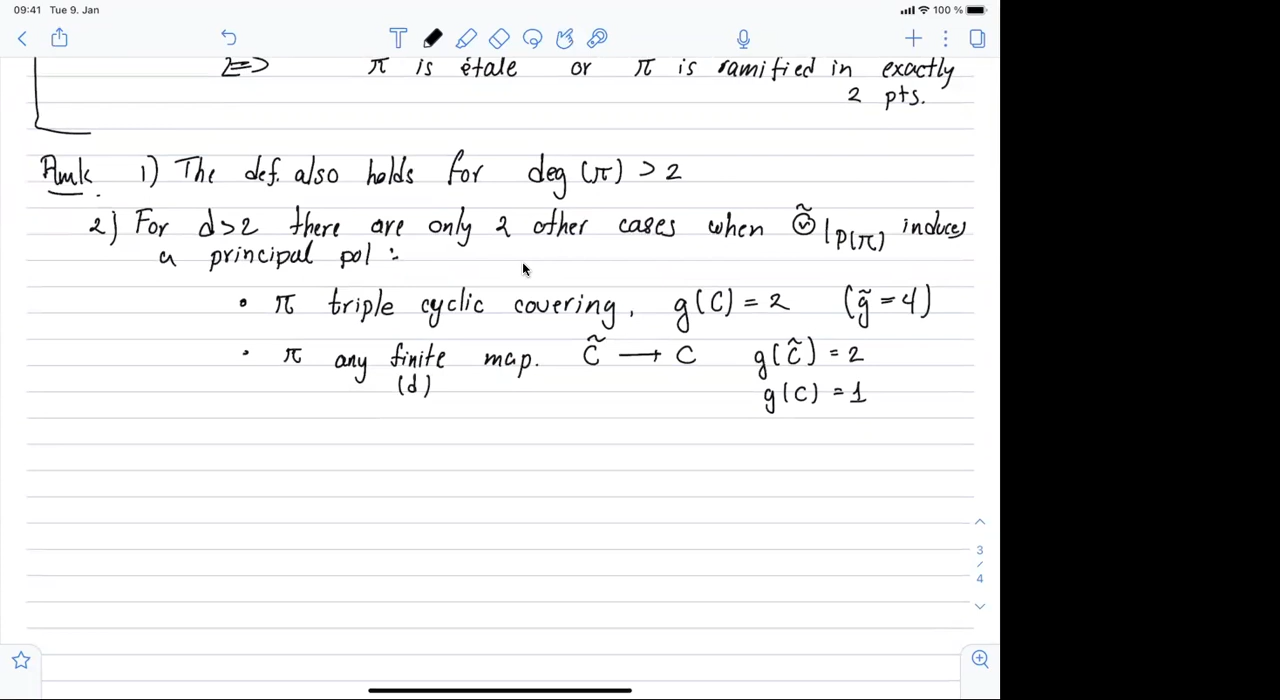 09:41 Tue 9. Jan
100 %
⟺ π is étale or π is ramified in exactly
2 pts.
Rmk. 1) The def. also holds for deg (π) > 2
2) For d>2 there are only 2 other cases when Θ̃|P(π) induces
a principal pol :
• π triple cyclic covering, g(C) = 2 (g̃ = 4)
• π any finite map. C̃ → C g(C̃) = 2
(d) g(C) = 1
3
/
4